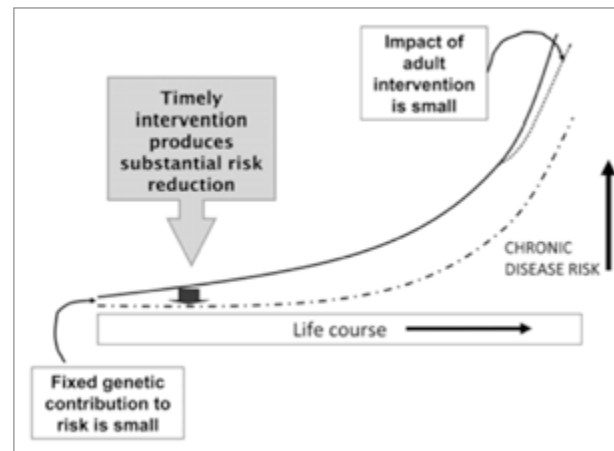 Impact of
adult
intervention
is small
Timely
intervention
produces
substantial risk
reduction
CHRONIC
DISEASE RISK
Life course
Fixed genetic
contribution to
risk is small